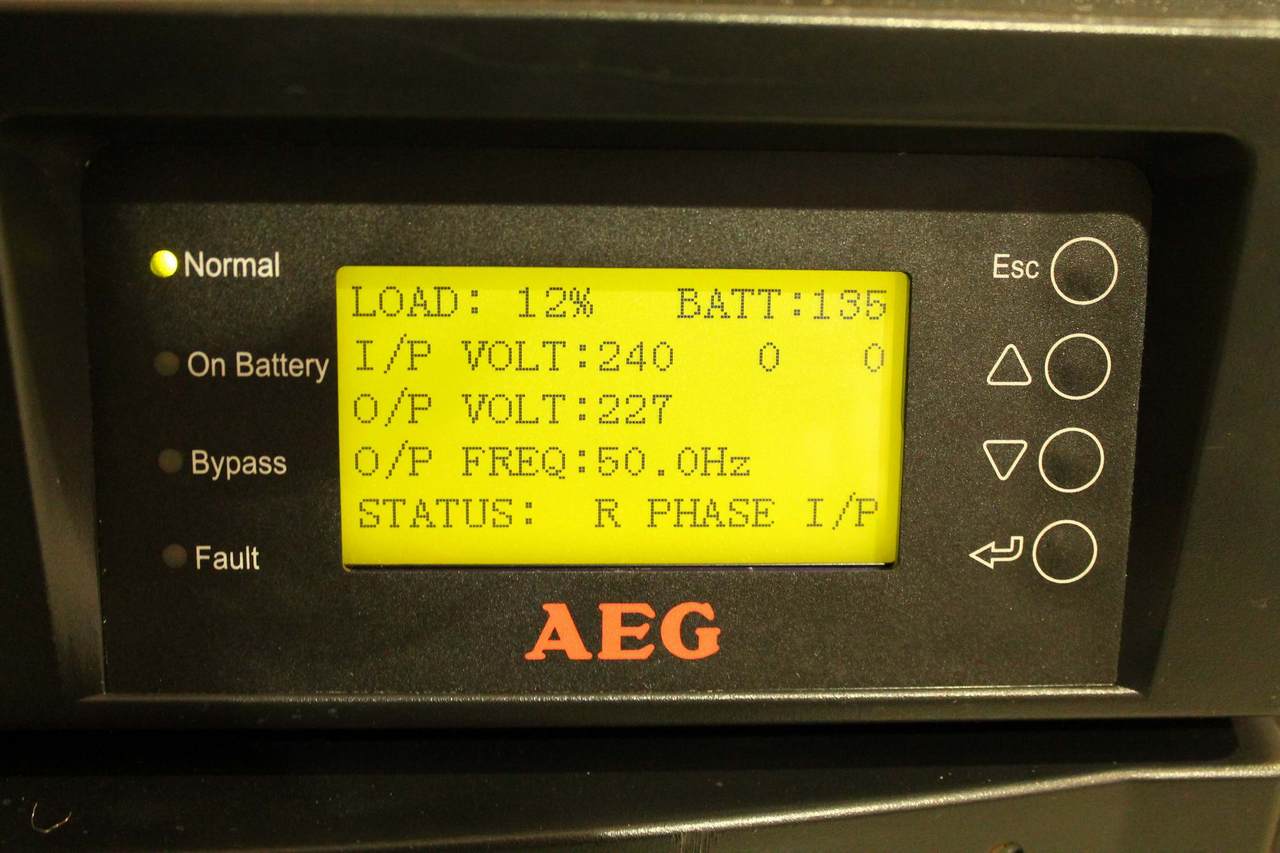 Normal
On Battery
Bypass
Fault
LOAD: 12% BATT:135
I/P VOLT:240 0 0
O/P VOLT:227
O/P FREQ:50.0Hz
STATUS: R PHASE I/P
Esc
AEG